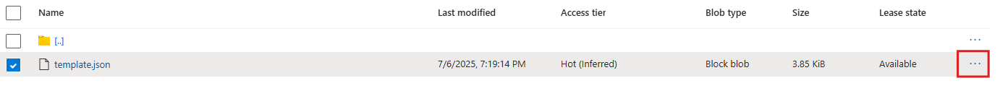 Name Last modified Access tier Blob type Size Lease state
[..] ...
template.json 7/6/2025, 7:19:14 PM Hot (Inferred) Block blob 3.85 KiB Available ...